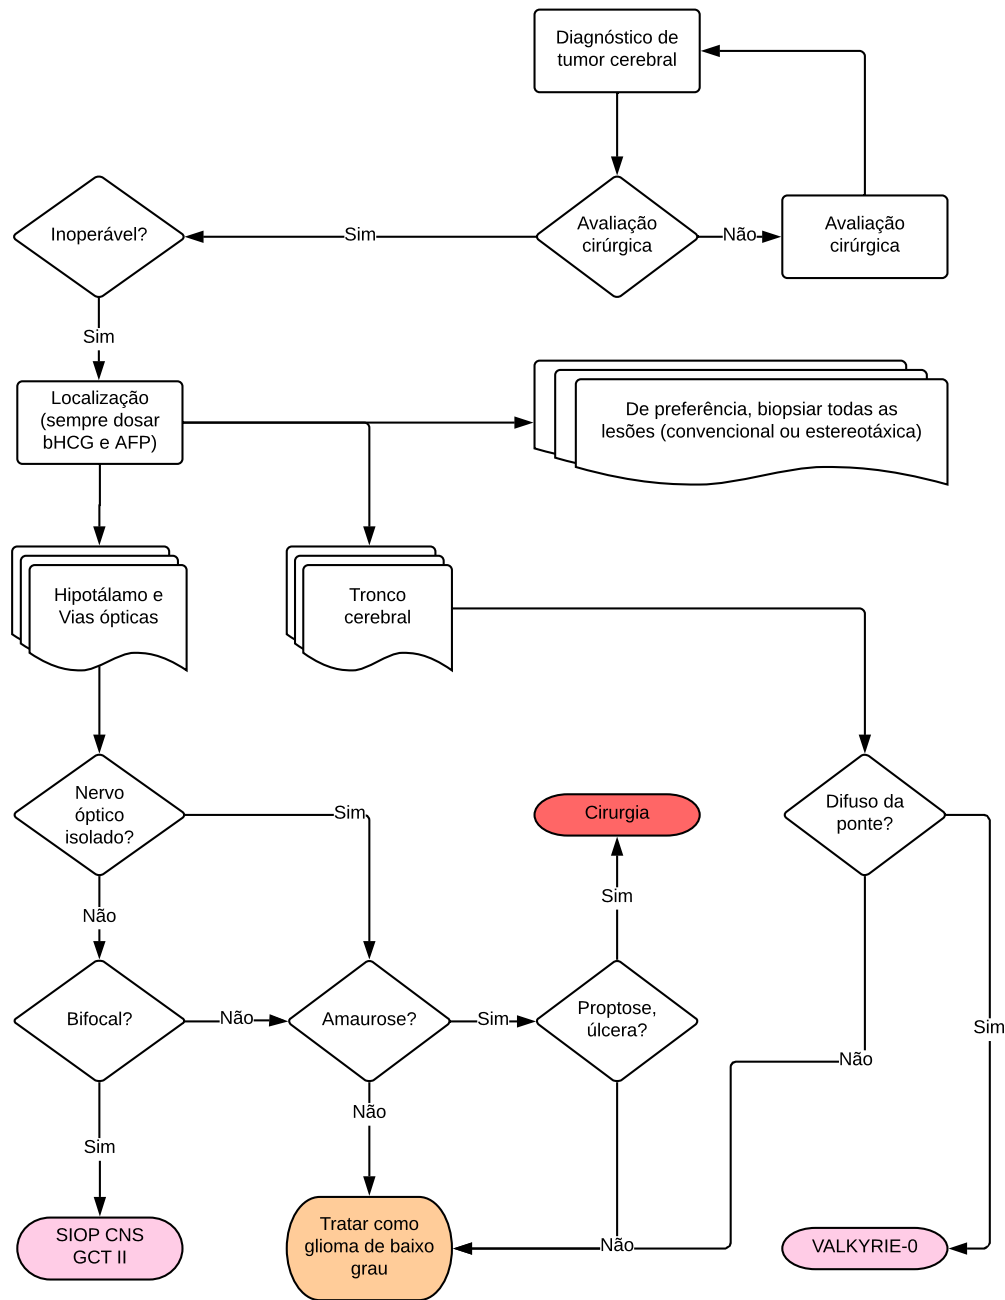 Diagnóstico de
tumor cerebral
Inoperável?
Sim
Avaliação
cirúrgica
Não
Avaliação
cirúrgica
Sim
Localização
(sempre dosar
bHCG e AFP)
De preferência, biopsiar todas as
lesões (convencional ou estereotáxica)
Hipotálamo e
Vias ópticas
Tronco
cerebral
Nervo
óptico
isolado?
Sim
Cirurgia
Difuso da
ponte?
Não
Sim
Bifocal?
Não
Amaurose?
Sim
Proptose,
úlcera?
Sim
Não
Não
Sim
SIOP CNS
GCT II
Tratar como
glioma de baixo
grau
Não
VALKYRIE-0